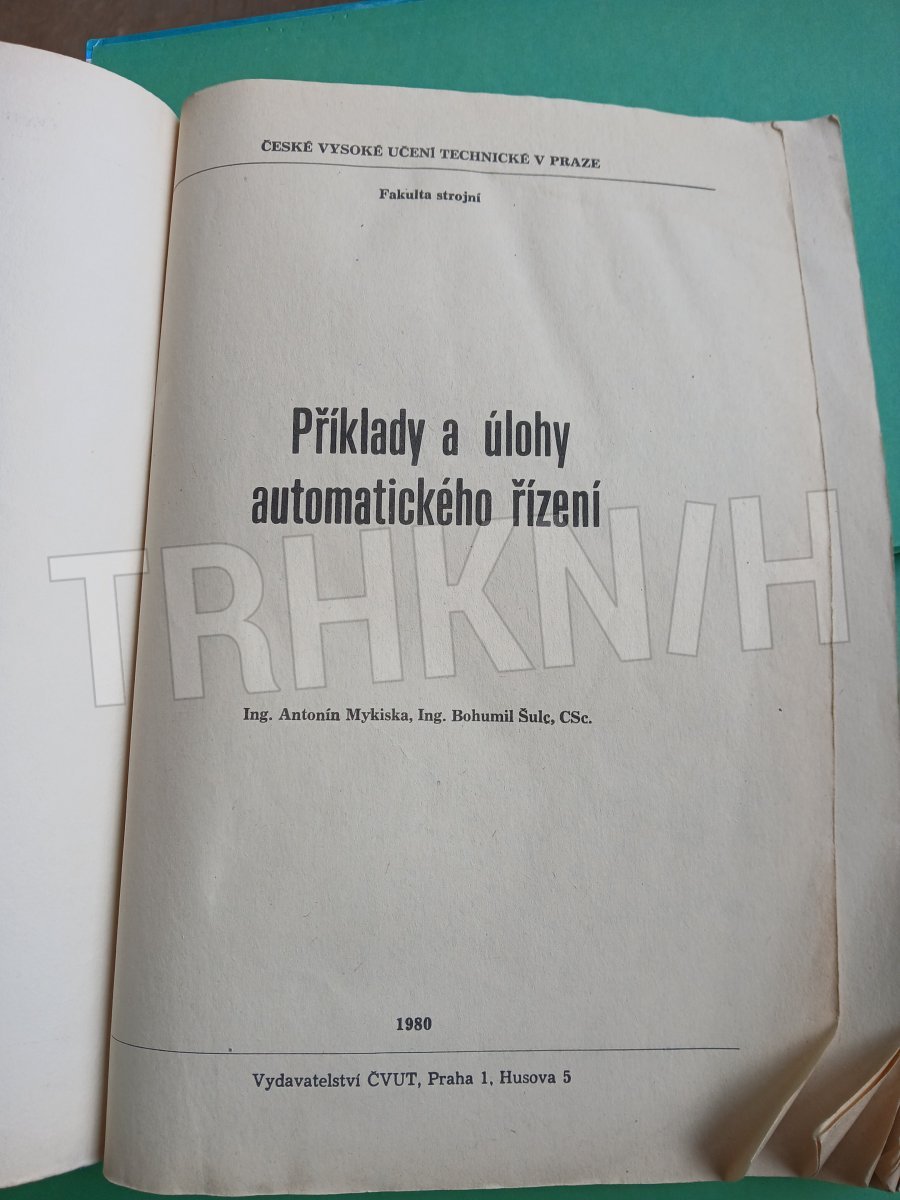 ČESKÉ VYSOKÉ UČENÍ TECHNICKÉ V PRAZE
Fakulta strojní
Příklady a úlohy
automatického řízení
TRHKN/H
Ing. Antonín Mykiska, Ing. Bohumil Šulc, CSc.
1980
Vydavatelství ČVUT, Praha 1, Husova 5